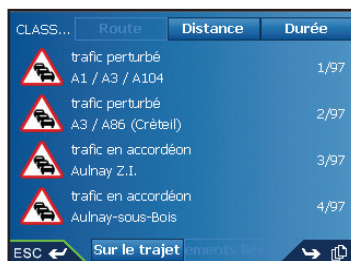 CLASS... Route Distance Durée
trafic perturbé
A1 / A3 / A104
1/97
trafic perturbé
A3 / A86 (Crèteil)
2/97
trafic en accordéon
Aulnay Z.I.
3/97
trafic en accordéon
Aulnay-sous-Bois
4/97
ESC Sur le trajet